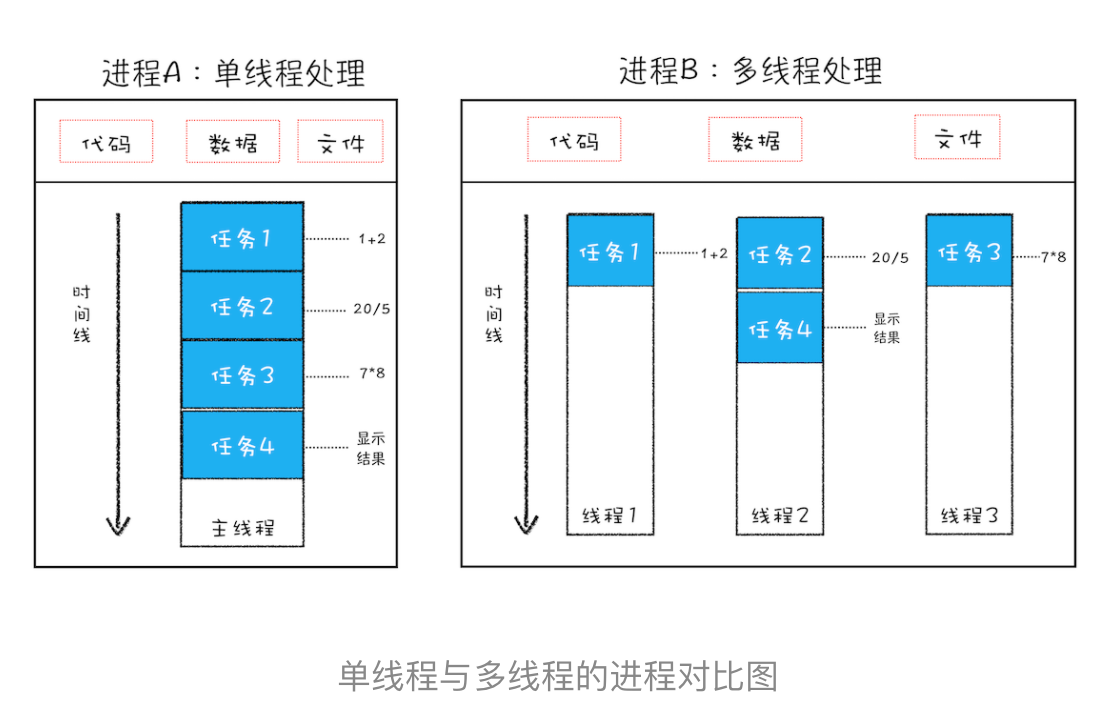 进程A：单线程处理
代码
数据
文件
时间线
任务1
1+2
任务2
20/5
任务3
7*8
任务4
显示
结果
主线程
进程B：多线程处理
代码
数据
文件
时间线
任务1
1+2
任务2
20/5
任务3
7*8
任务4
显示
结果
线程1
线程2
线程3
单线程与多线程的进程对比图